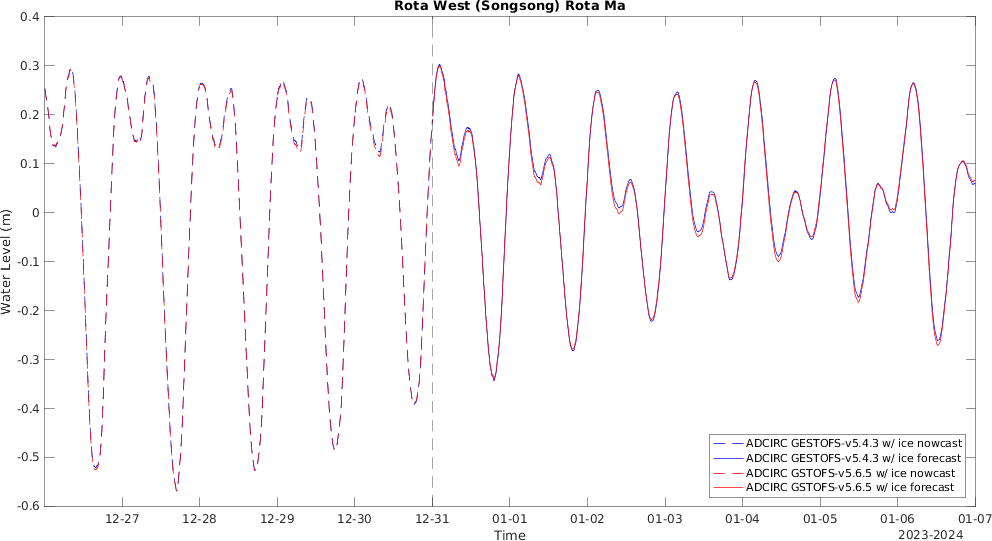 Rota West (Songsong) Rota Ma
0.4
0.3
0.2
0.1
0
-0.1
-0.2
-0.3
-0.4
-0.5
-0.6
Water Level (m)
ADCIRC GESTOFS-v5.4.3 w/ ice nowcast
ADCIRC GESTOFS-v5.4.3 w/ ice forecast
ADCIRC GSTOFS-v5.6.5 w/ ice nowcast
ADCIRC GSTOFS-v5.6.5 w/ ice forecast
12-27 12-28 12-29 12-30 12-31 01-01 01-02 01-03 01-04 01-05 01-06 01-07
Time
2023-2024